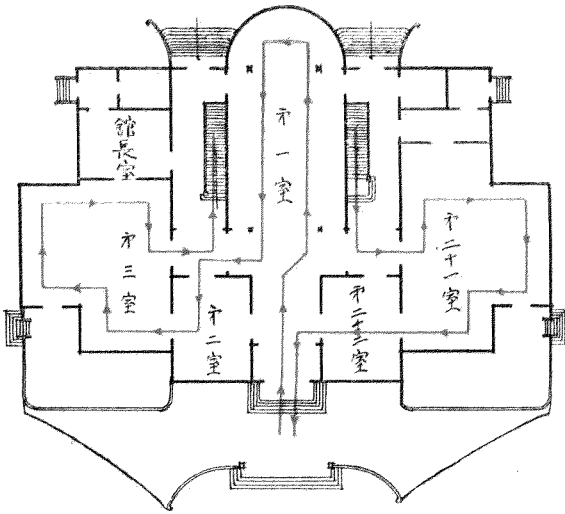 館長室
第一室
第三室
第二十一室
第二室
第二十二室